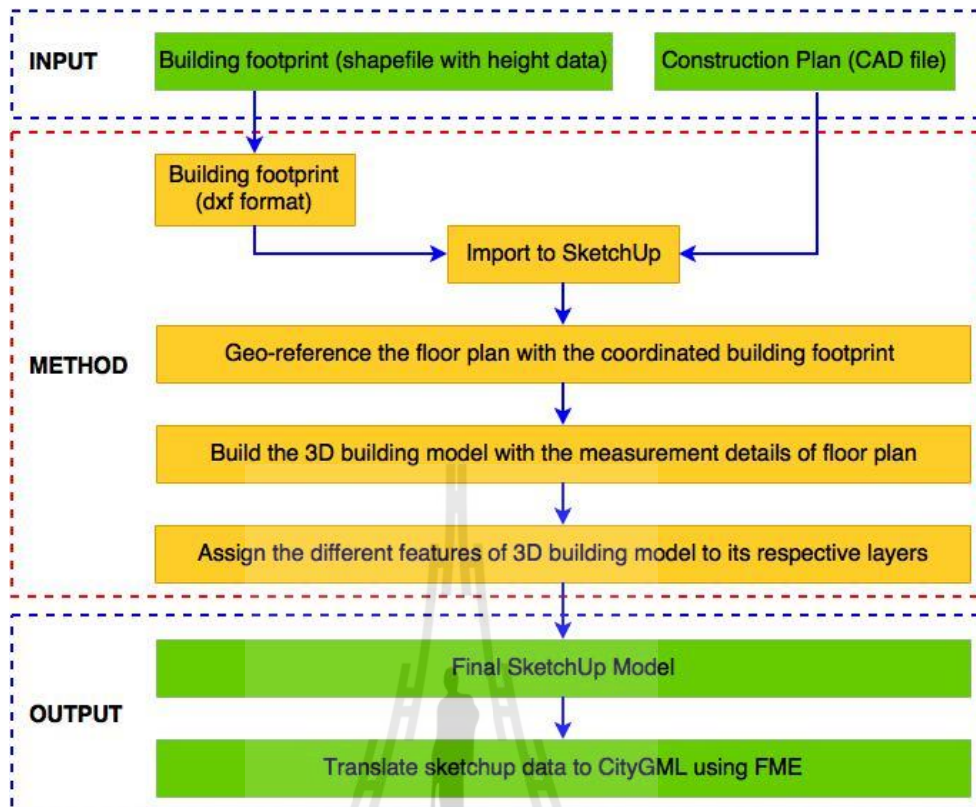 INPUT
Building footprint (shapefile with height data)
Construction Plan (CAD file)
Building footprint
(dxf format)
Import to SketchUp
METHOD
Geo-reference the floor plan with the coordinated building footprint
Build the 3D building model with the measurement details of floor plan
Assign the different features of 3D building model to its respective layers
Final SketchUp Model
OUTPUT
Translate sketchup data to CityGML using FME